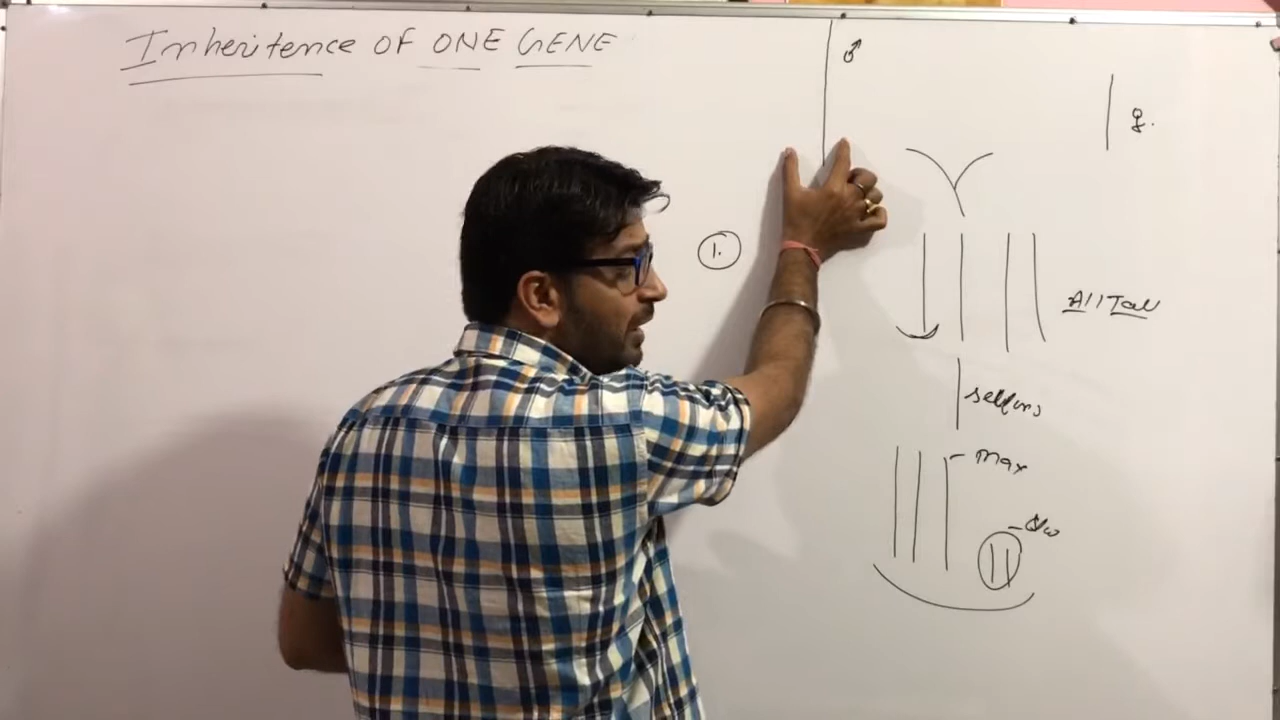 Inheritence OF ONE GENE
♂
♀.
1.
All Tall
selfing
- max